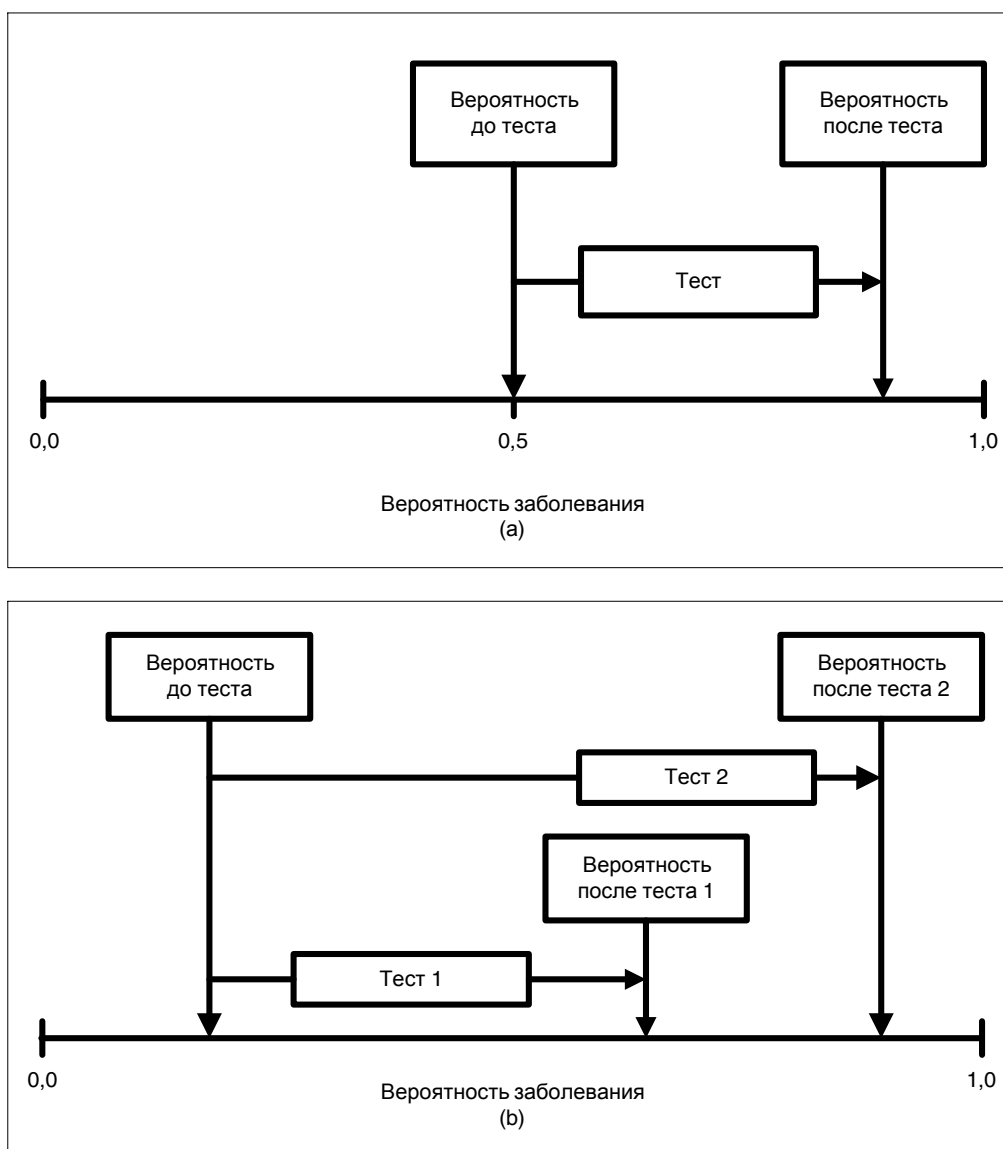 Вероятность
до теста
Вероятность
после теста
Тест
0,0
0,5
1,0
Вероятность заболевания
(a)
Вероятность
до теста
Вероятность
после теста 2
Тест 2
Вероятность
после теста 1
Тест 1
0,0
1,0
Вероятность заболевания
(b)